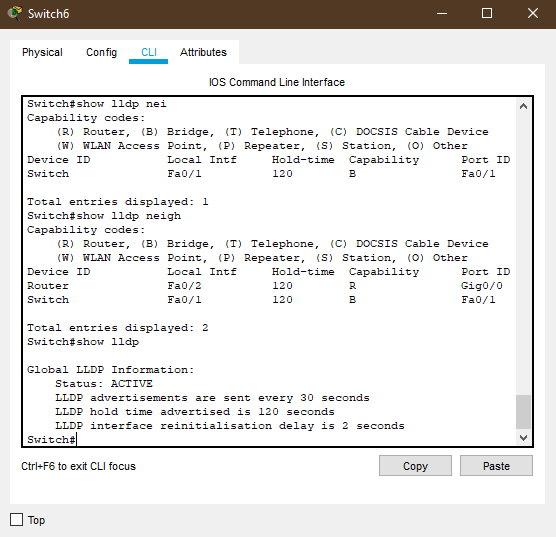 Switch6
Physical Config CLI Attributes
IOS Command Line Interface
Switch#show lldp nei
Capability codes:
    (R) Router, (B) Bridge, (T) Telephone, (C) DOCSIS Cable Device
    (W) WLAN Access Point, (P) Repeater, (S) Station, (O) Other
Device ID           Local Intf     Hold-time  Capability      Port ID
Switch              Fa0/1          120        B               Fa0/1

Total entries displayed: 1
Switch#show lldp neigh
Capability codes:
    (R) Router, (B) Bridge, (T) Telephone, (C) DOCSIS Cable Device
    (W) WLAN Access Point, (P) Repeater, (S) Station, (O) Other
Device ID           Local Intf     Hold-time  Capability      Port ID
Router              Fa0/2          120        R               Gig0/0
Switch              Fa0/1          120        B               Fa0/1

Total entries displayed: 2
Switch#show lldp

Global LLDP Information:
    Status: ACTIVE
    LLDP advertisements are sent every 30 seconds
    LLDP hold time advertised is 120 seconds
    LLDP interface reinitialisation delay is 2 seconds
Switch#
Ctrl+F6 to exit CLI focus Copy Paste
Top